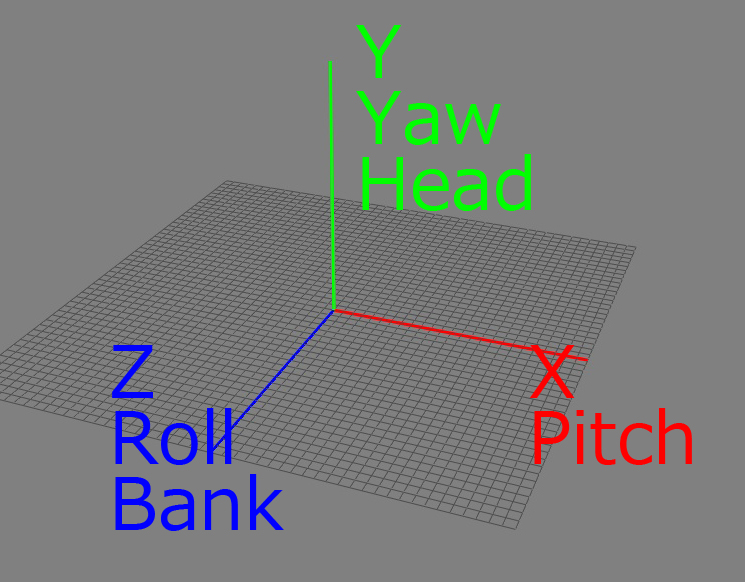 Y
Yaw
Head
Z
Roll
Bank
X
Pitch